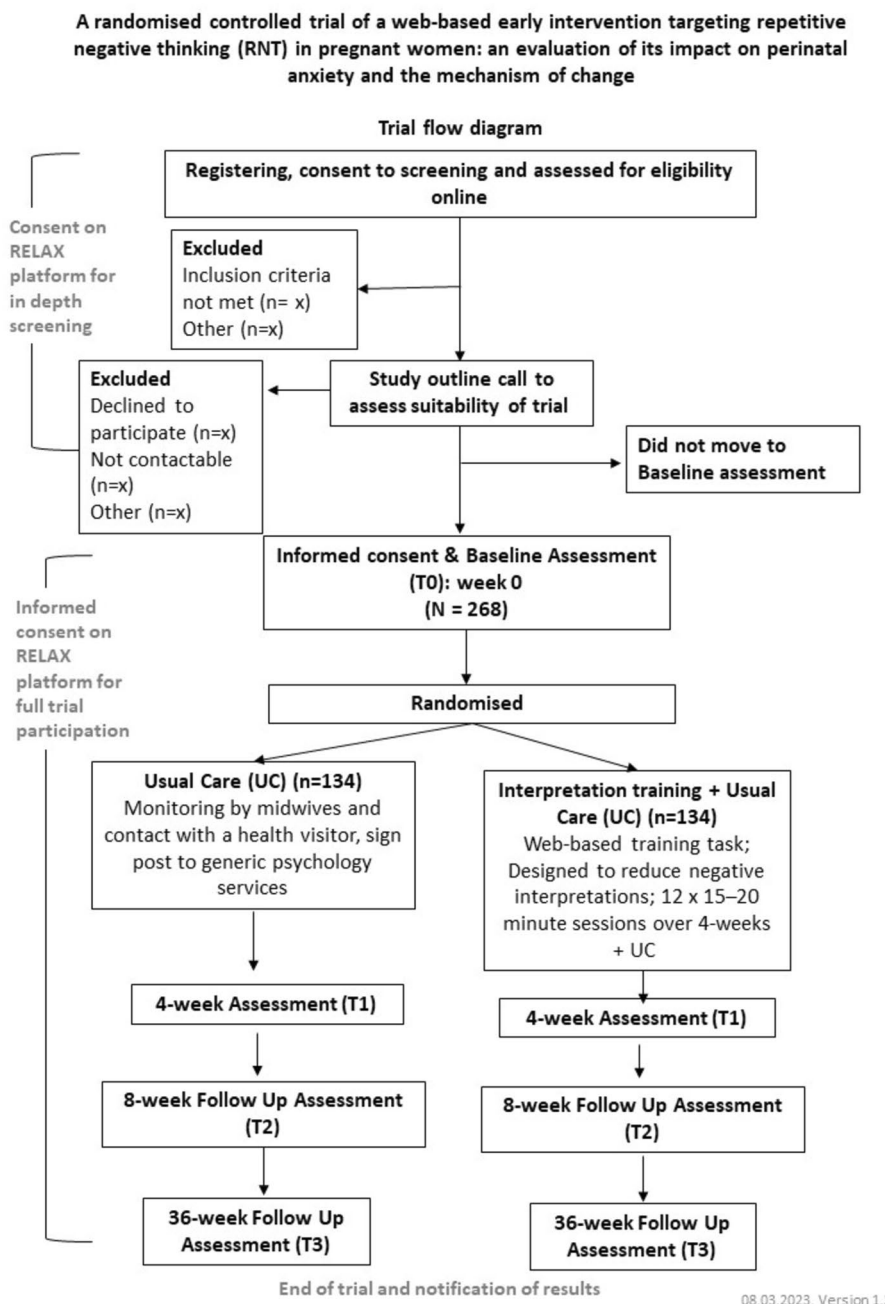 A randomised controlled trial of a web-based early intervention targeting repetitive
negative thinking (RNT) in pregnant women: an evaluation of its impact on perinatal
anxiety and the mechanism of change
Trial flow diagram
Registering, consent to screening and assessed for eligibility
online
Consent on
RELAX
platform for
in depth
screening
Excluded
Inclusion criteria
not met (n= x)
Other (n=x)
Excluded
Declined to
participate (n=x)
Not contactable
(n=x)
Other (n=x)
Study outline call to
assess suitability of trial
Did not move to
Baseline assessment
Informed consent & Baseline Assessment
(T0): week 0
(N = 268)
Informed
consent on
RELAX
platform for
full trial
participation
Randomised
Usual Care (UC) (n=134)
Monitoring by midwives and
contact with a health visitor, sign
post to generic psychology
services
Interpretation training + Usual
Care (UC) (n=134)
Web-based training task;
Designed to reduce negative
interpretations; 12 x 15–20
minute sessions over 4-weeks
+ UC
4-week Assessment (T1)
4-week Assessment (T1)
8-week Follow Up Assessment
(T2)
8-week Follow Up Assessment
(T2)
36-week Follow Up
Assessment (T3)
36-week Follow Up
Assessment (T3)
End of trial and notification of results
08.03.2023. Version 1.